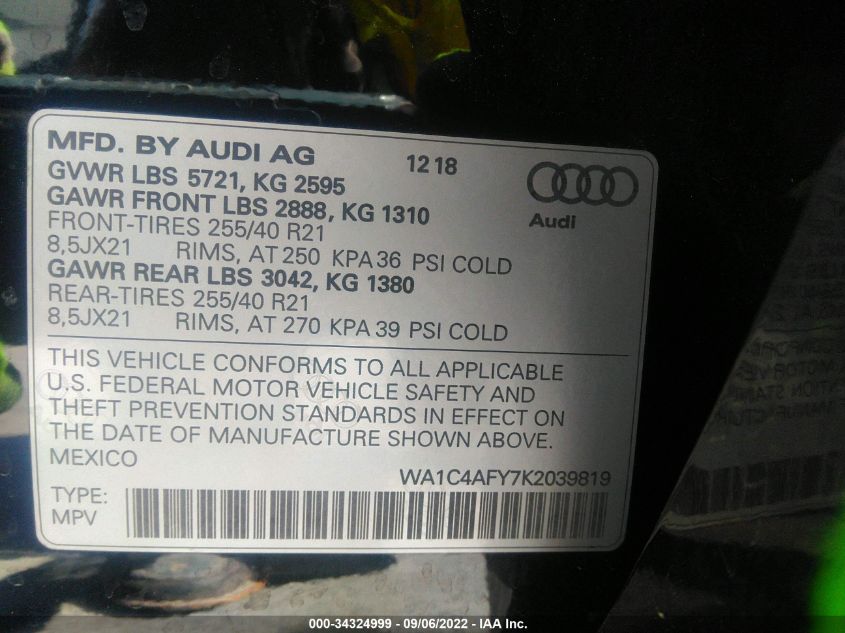 MFD. BY AUDI AG 12 18
GVWR LBS 5721, KG 2595
GAWR FRONT LBS 2888, KG 1310
FRONT-TIRES 255/40 R21
8,5JX21 RIMS, AT 250 KPA 36 PSI COLD
GAWR REAR LBS 3042, KG 1380
REAR-TIRES 255/40 R21
8,5JX21 RIMS, AT 270 KPA 39 PSI COLD
Audi
THIS VEHICLE CONFORMS TO ALL APPLICABLE
U.S. FEDERAL MOTOR VEHICLE SAFETY AND
THEFT PREVENTION STANDARDS IN EFFECT ON
THE DATE OF MANUFACTURE SHOWN ABOVE.
MEXICO
WA1C4AFY7K2039819
TYPE:
MPV
000-34324999 - 09/06/2022 - IAA Inc.